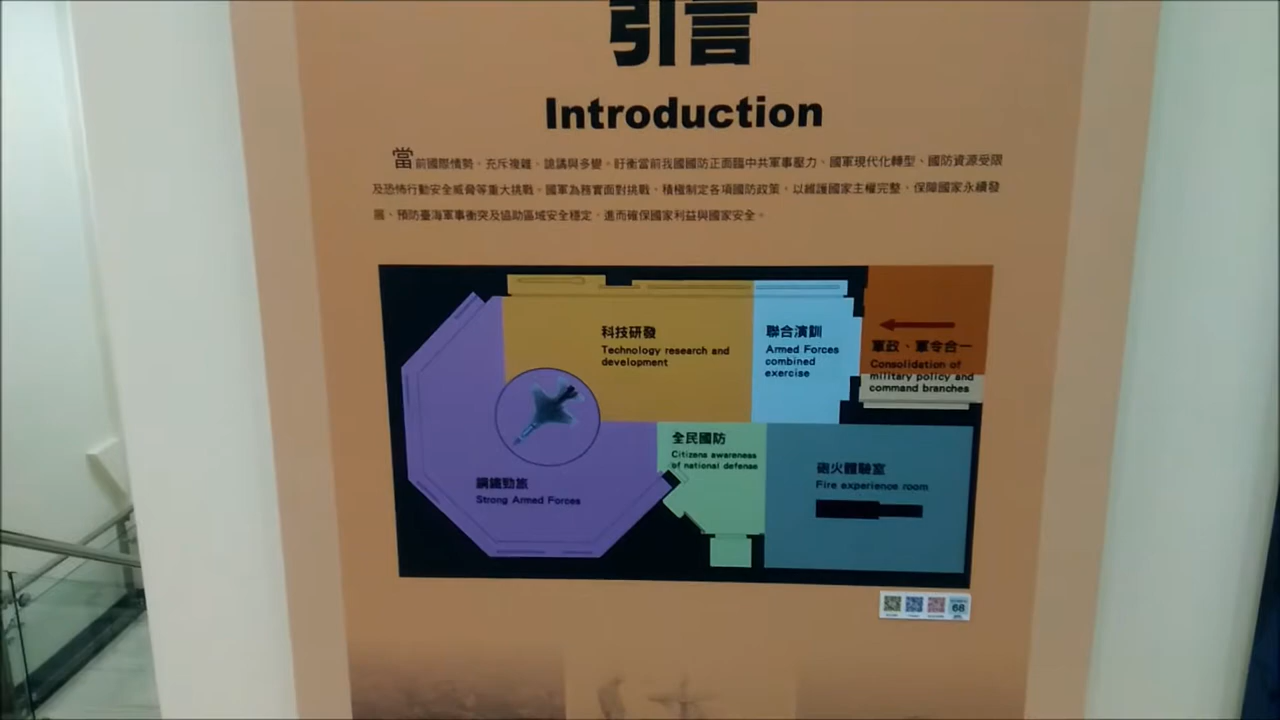 引言
Introduction
當前國際情勢，充斥複雜、詭譎與多變。盱衡當前我國國防正面臨中共軍事壓力、國軍現代化轉型、國防資源受限
及恐怖行動安全威脅等重大挑戰。國軍為務實面對挑戰，積極制定各項國防政策，以維護國家主權完整，保障國家永續發
展、預防臺海軍事衝突及協助區域安全穩定，進而確保國家利益與國家安全。
科技研發
Technology research and
development
聯合演訓
Armed Forces
combined
exercise
軍政、軍令合一
Consolidation of
military policy and
command branches
全民國防
Citizens awareness
of national defense
砲火體驗室
Fire experience room
鋼鐵勁旅
Strong Armed Forces
68